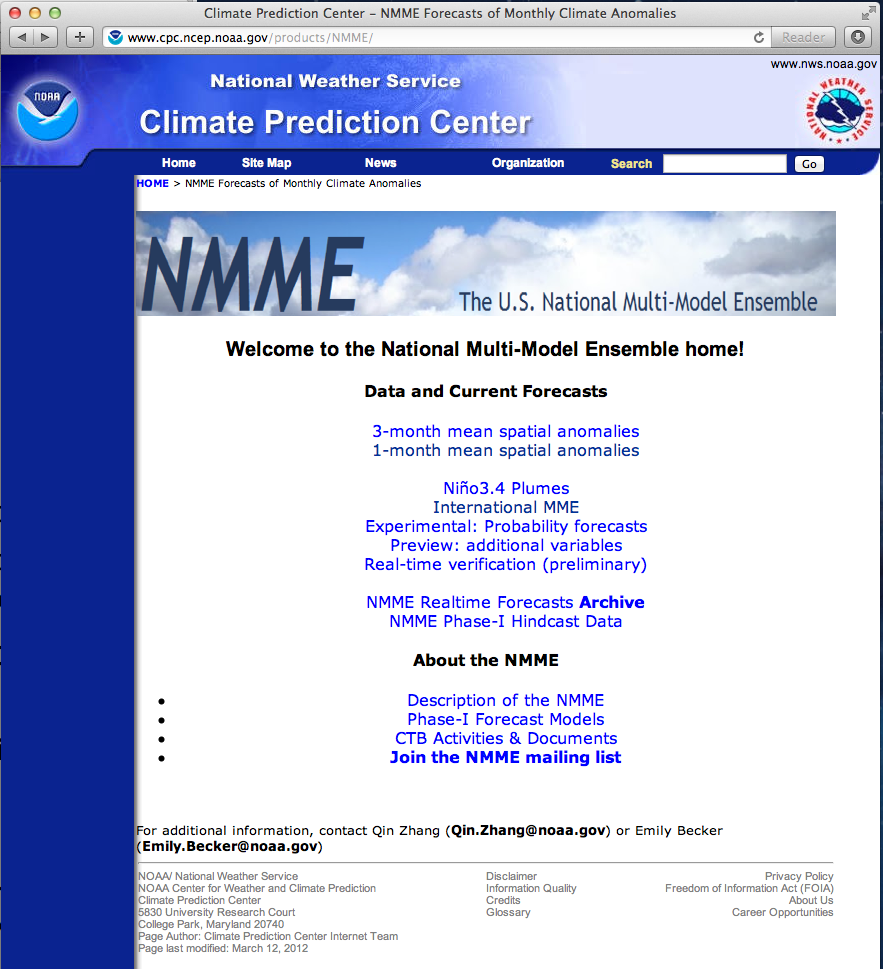 Climate Prediction Center – NMME Forecasts of Monthly Climate Anomalies
www.cpc.ncep.noaa.gov/products/NMME/
Reader
www.nws.noaa.gov
NOAA
National Weather Service
Climate Prediction Center
NATIONAL WEATHER SERVICE
Home Site Map News Organization Search Go
HOME > NMME Forecasts of Monthly Climate Anomalies
NMME
The U.S. National Multi-Model Ensemble
Welcome to the National Multi-Model Ensemble home!
Data and Current Forecasts
3-month mean spatial anomalies
1-month mean spatial anomalies
Niño3.4 Plumes
International MME
Experimental: Probability forecasts
Preview: additional variables
Real-time verification (preliminary)
NMME Realtime Forecasts Archive
NMME Phase-I Hindcast Data
About the NMME
• Description of the NMME
• Phase-I Forecast Models
• CTB Activities & Documents
• Join the NMME mailing list
For additional information, contact Qin Zhang (Qin.Zhang@noaa.gov) or Emily Becker
(Emily.Becker@noaa.gov)
NOAA/ National Weather Service
NOAA Center for Weather and Climate Prediction
Climate Prediction Center
5830 University Research Court
College Park, Maryland 20740
Page Author: Climate Prediction Center Internet Team
Page last modified: March 12, 2012
Disclaimer
Information Quality
Credits
Glossary
Privacy Policy
Freedom of Information Act (FOIA)
About Us
Career Opportunities